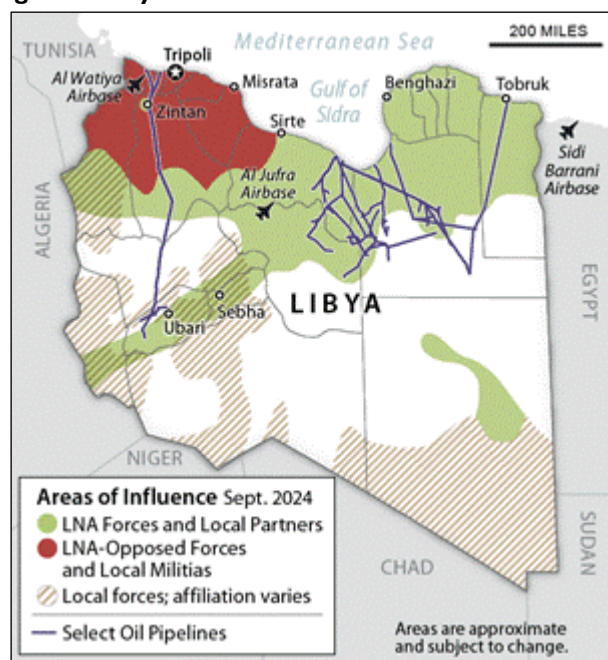 200 MILES
TUNISIA
Mediterranean Sea
Tripoli
Al Watiya
Airbase
Misrata
Gulf of
Sidra
Benghazi
Tobruk
Zintan
Sirte
Sidi
Barrani
Airbase
Al Jufra
Airbase
ALGERIA
EGYPT
LIBYA
Sebha
Ubari
NIGER
CHAD
SUDAN
Areas of Influence Sept. 2024
LNA Forces and Local Partners
LNA-Opposed Forces
and Local Militias
Local forces; affiliation varies
Select Oil Pipelines
Areas are approximate
and subject to change.